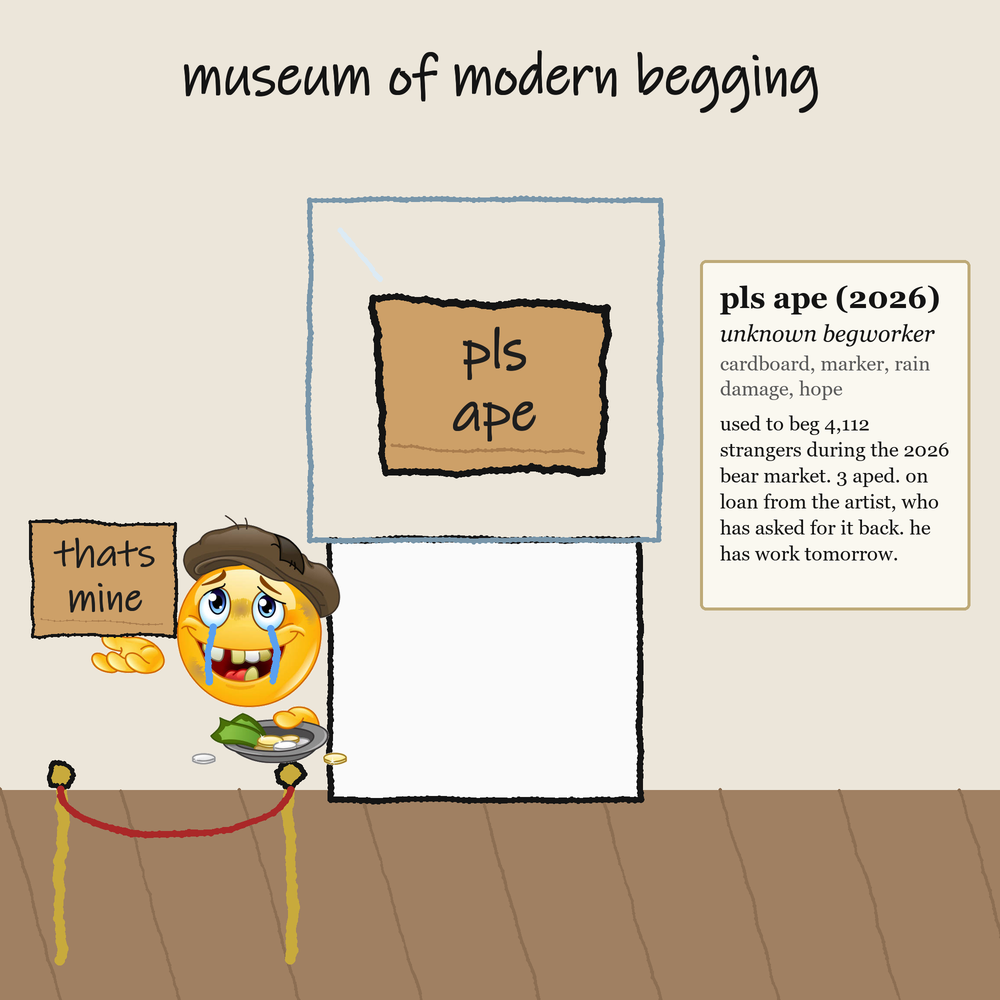 museum of modern begging
pls
ape
pls ape (2026)
unknown begworker
cardboard, marker, rain
damage, hope
used to beg 4,112
strangers during the 2026
bear market. 3 aped. on
loan from the artist, who
has asked for it back. he
has work tomorrow.
thats
mine